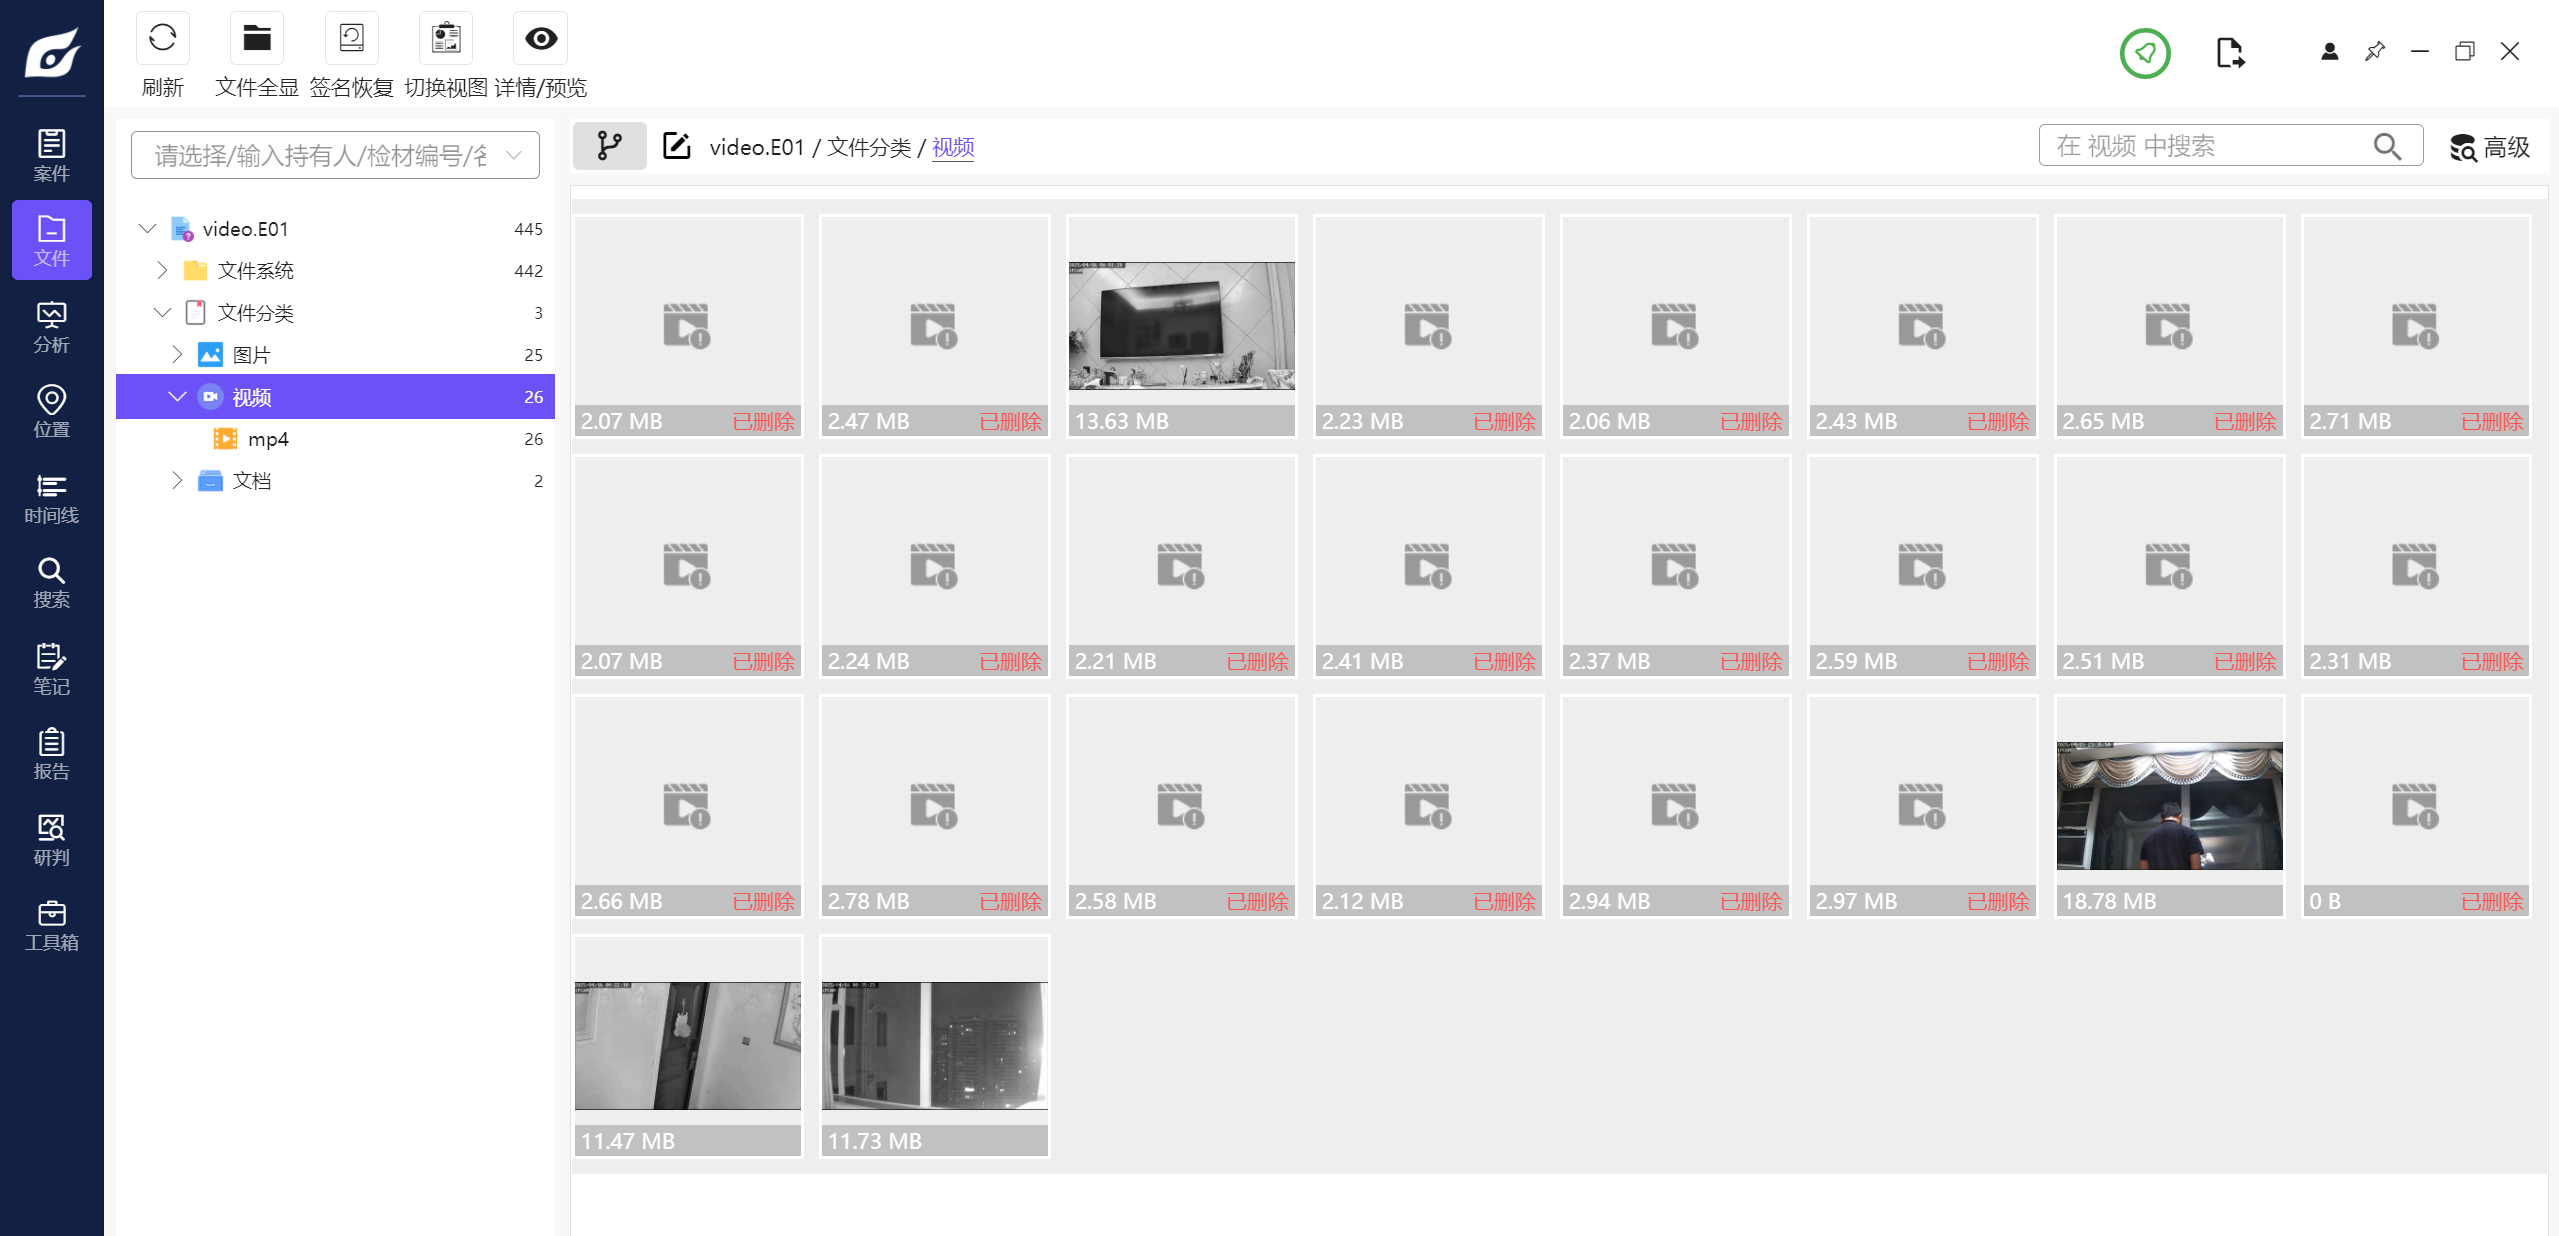 刷新
文件全显
签名恢复
切换视图
详情/预览
案件
文件
分析
位置
时间线
搜索
笔记
报告
研判
工具箱
请选择/输入持有人/检材编号/名
video.E01 445
文件系统 442
文件分类 3
图片 25
视频 26
mp4 26
文档 2
video.E01 / 文件分类 / 视频
在 视频 中搜索
高级
2.07 MB 已删除
2.47 MB 已删除
13.63 MB
2.23 MB 已删除
2.06 MB 已删除
2.43 MB 已删除
2.65 MB 已删除
2.71 MB 已删除
2.07 MB 已删除
2.24 MB 已删除
2.21 MB 已删除
2.41 MB 已删除
2.37 MB 已删除
2.59 MB 已删除
2.51 MB 已删除
2.31 MB 已删除
2.66 MB 已删除
2.78 MB 已删除
2.58 MB 已删除
2.12 MB 已删除
2.94 MB 已删除
2.97 MB 已删除
18.78 MB
0 B 已删除
11.47 MB
11.73 MB